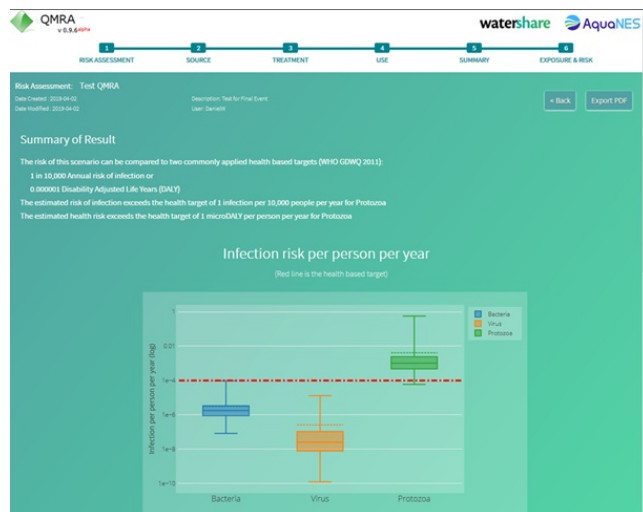 QMRA
v 0.9.6 ALPHA
watershare AquaNES
1 2 3 4 5 6
RISK ASSESSMENT SOURCE TREATMENT USE SUMMARY EXPOSURE & RISK
Risk Assessment: Test QMRA
Date Created : 2019-04-02 Description: Test for Final Event
Date Modified : 2019-04-02 User: DanielW
< Back Export PDF
Summary of Result
The risk of this scenario can be compared to two commonly applied health based targets (WHO GDWQ 2011):
1 in 10,000 Annual risk of infection or
0.000001 Disability Adjusted Life Years (DALY)
The estimated risk of infection exceeds the health target of 1 infection per 10,000 people per year for Protozoa
The estimated health risk exceeds the health target of 1 microDALY per person per year for Protozoa
Infection risk per person per year
(Red line is the health based target)
Bacteria
Virus
Protozoa
Infection per person per year (log)
1
0.01
1e−4
1e−6
1e−8
1e−10
Bacteria Virus Protozoa